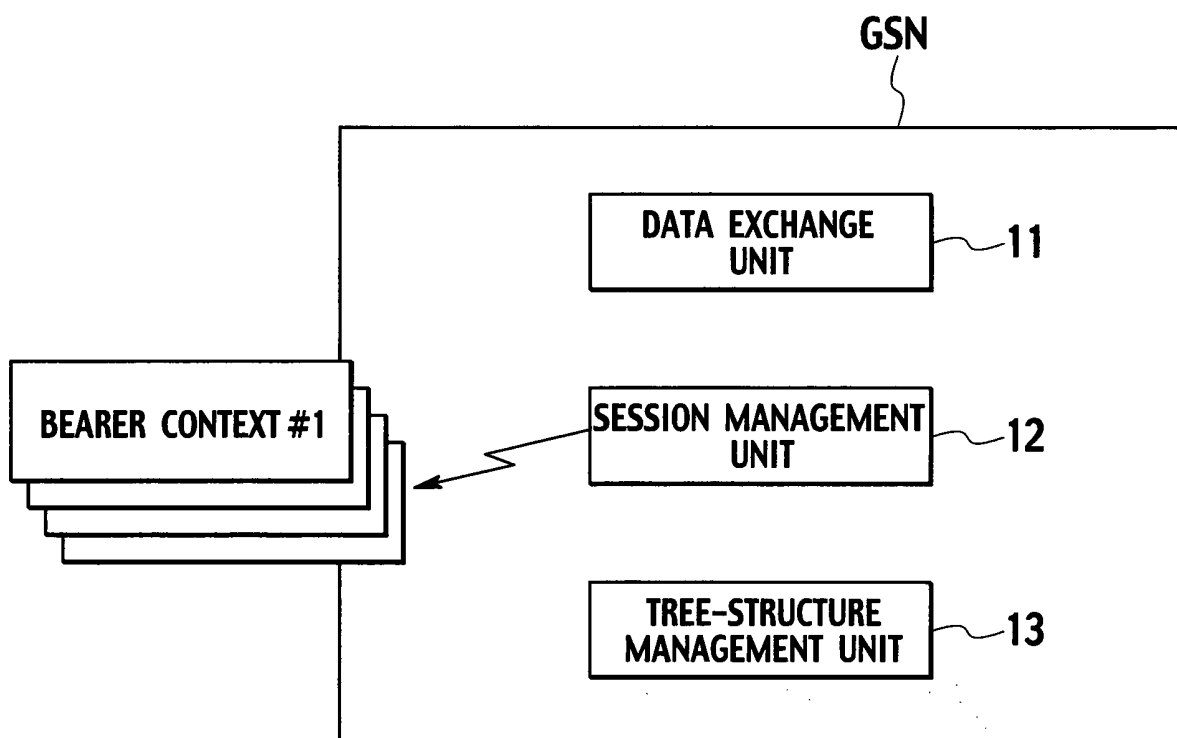 GSN
DATA EXCHANGE
UNIT
11
BEARER CONTEXT #1
SESSION MANAGEMENT
UNIT
12
TREE-STRUCTURE
MANAGEMENT UNIT
13